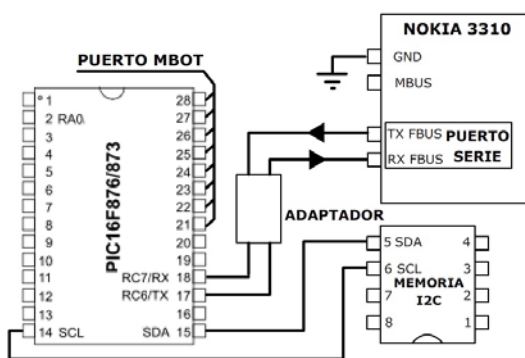 NOKIA 3310
GND
MBUS
TX FBUS
RX FBUS
PUERTO
SERIE
PUERTO MBOT
ADAPTADOR
PIC16F876/873
1
2 RA0
3
4
5
6
7
8
9
10
11
12
13
14 SCL
28
27
26
25
24
23
22
21
20
19
RC7/RX 18
RC6/TX 17
16
SDA 15
5 SDA
6 SCL
7
8
4
3
2
1
MEMORIA
I2C